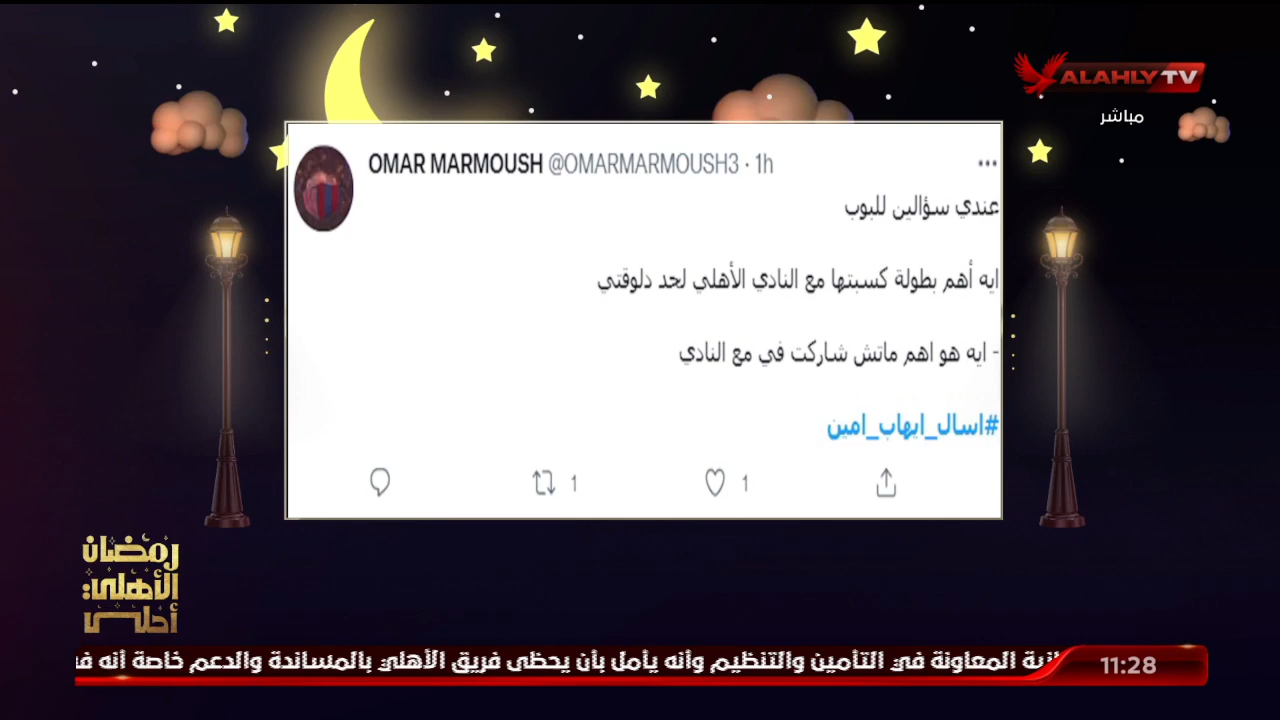 ALAHLY TV
مباشر
OMAR MARMOUSH @OMARMARMOUSH3 · 1h
عندي سؤالين للبوب
ايه أهم بطولة كسبتها مع النادي الأهلي لحد دلوقتي
- ايه هو اهم ماتش شاركت في مع النادي
#اسال_ايهاب_امين
1 1
رمضان
الأهلي
أحلى
المعاونة في التأمين والتنظيم وأنه يأمل بأن يحظى فريق الأهلي بالمساندة والدعم خاصة أنه
11:28